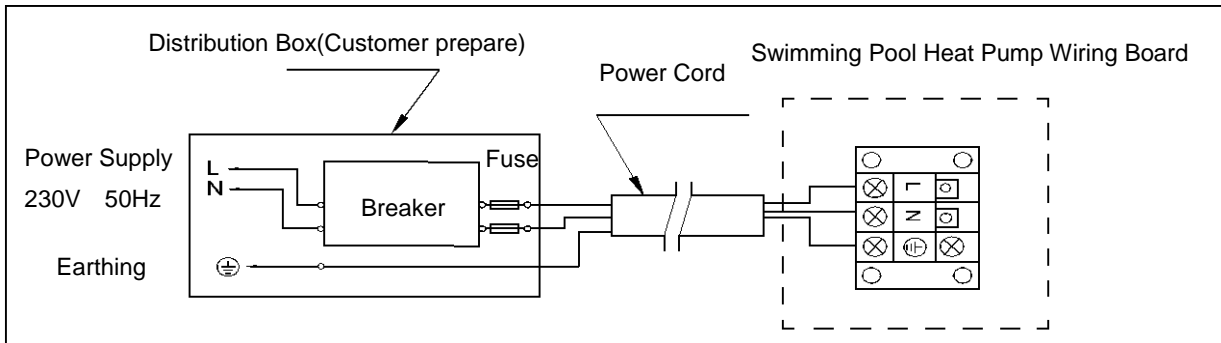 Distribution Box(Customer prepare)
Swimming Pool Heat Pump Wiring Board
Power Cord
Power Supply
230V 50Hz
L
N
Fuse
Breaker
Earthing
L
N